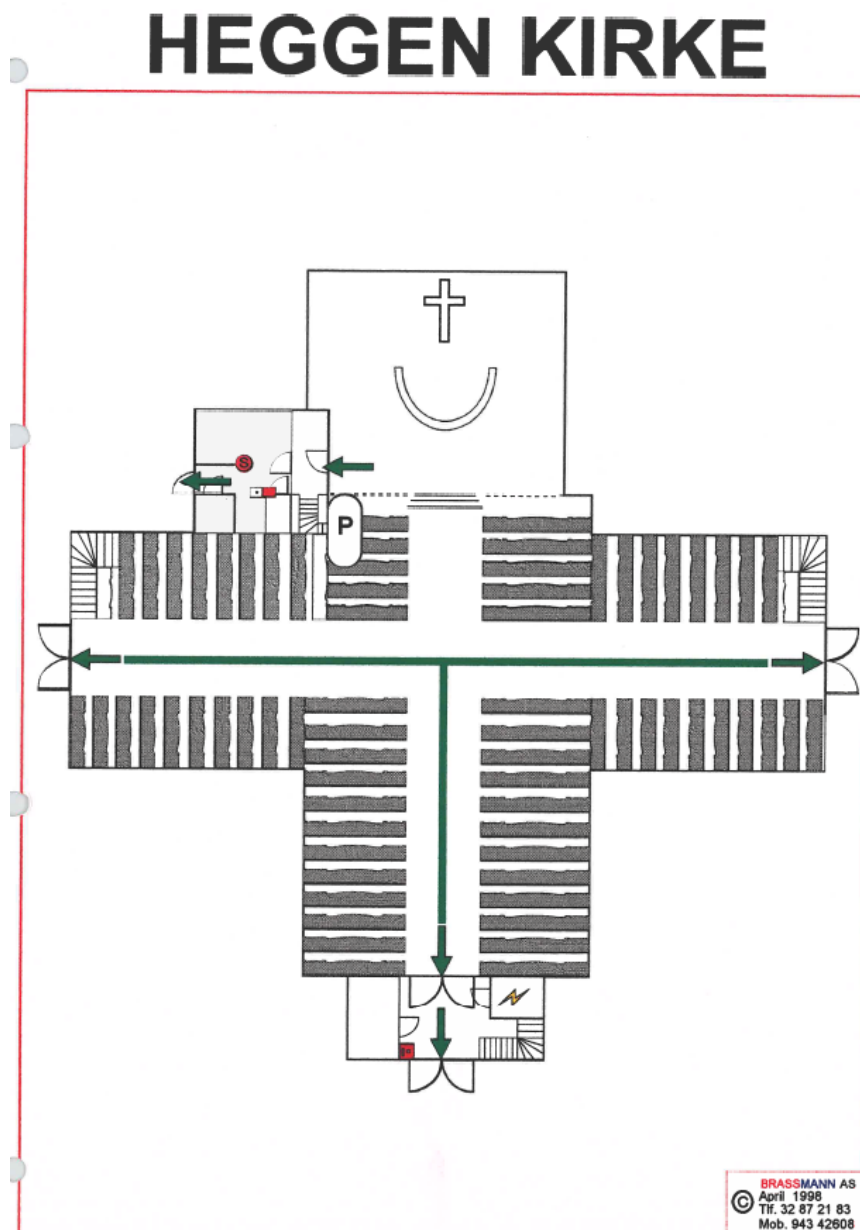 HEGGEN KIRKE
S
P
BRASSMANN AS
© April 1998
Tlf. 32 87 21 83
Mob. 943 42608